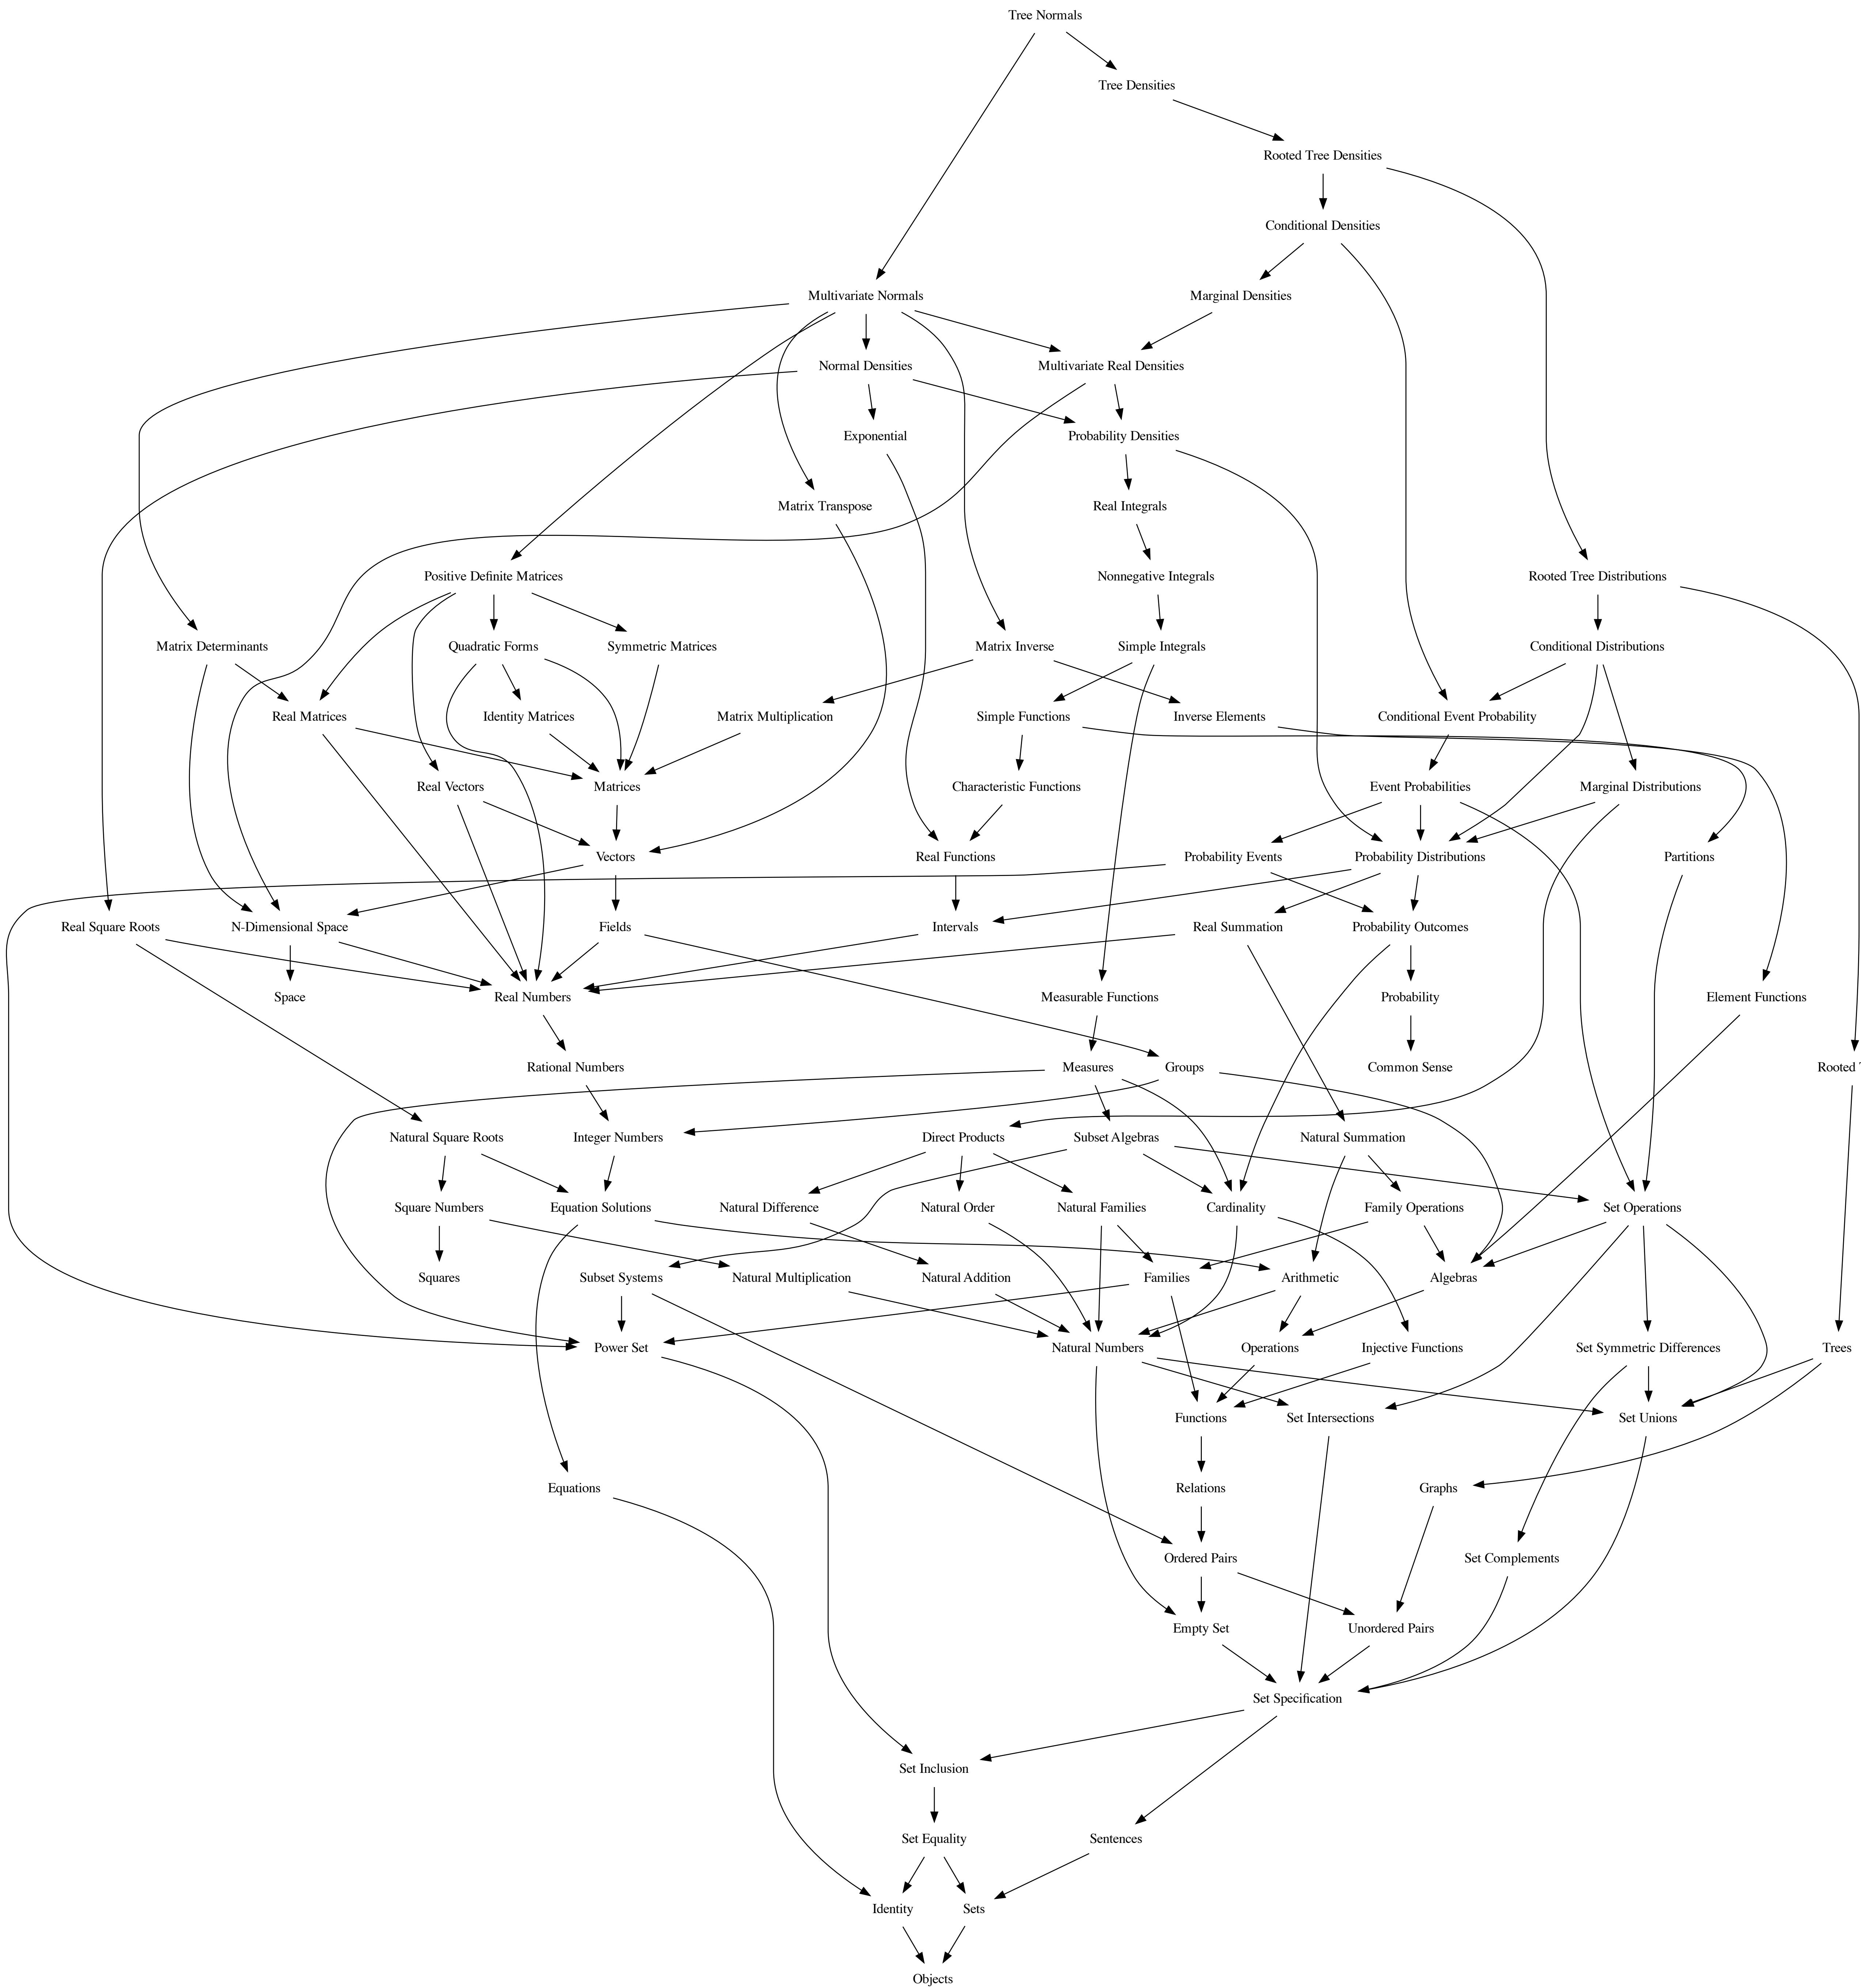 Tree Normals
Tree Densities
Rooted Tree Densities
Conditional Densities
Multivariate Normals
Marginal Densities
Normal Densities
Multivariate Real Densities
Exponential
Probability Densities
Matrix Transpose
Real Integrals
Positive Definite Matrices
Nonnegative Integrals
Rooted Tree Distributions
Matrix Determinants
Quadratic Forms
Symmetric Matrices
Matrix Inverse
Simple Integrals
Conditional Distributions
Real Matrices
Identity Matrices
Matrix Multiplication
Simple Functions
Inverse Elements
Conditional Event Probability
Real Vectors
Matrices
Characteristic Functions
Event Probabilities
Marginal Distributions
Vectors
Real Functions
Probability Events
Probability Distributions
Partitions
Real Square Roots
N-Dimensional Space
Fields
Intervals
Real Summation
Probability Outcomes
Space
Real Numbers
Measurable Functions
Probability
Element Functions
Rational Numbers
Measures
Groups
Common Sense
Rooted
Natural Square Roots
Integer Numbers
Direct Products
Subset Algebras
Natural Summation
Square Numbers
Equation Solutions
Natural Difference
Natural Order
Natural Families
Cardinality
Family Operations
Set Operations
Squares
Subset Systems
Natural Multiplication
Natural Addition
Families
Arithmetic
Algebras
Power Set
Natural Numbers
Operations
Injective Functions
Set Symmetric Differences
Trees
Functions
Set Intersections
Set Unions
Equations
Relations
Graphs
Ordered Pairs
Set Complements
Empty Set
Unordered Pairs
Set Specification
Set Inclusion
Set Equality
Sentences
Identity
Sets
Objects